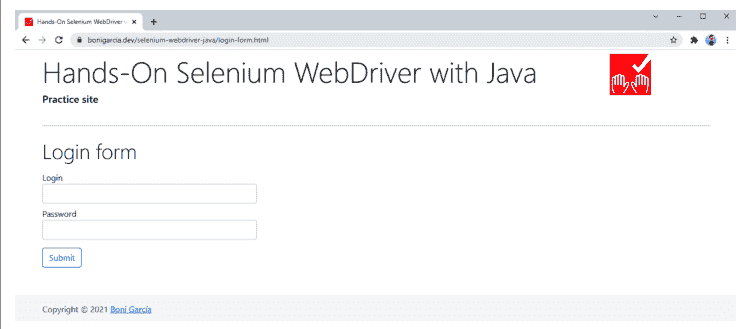 Hands-On Selenium WebDriver
bonigarcia.dev/selenium-webdriver-java/login-form.html
Hands-On Selenium WebDriver with Java
Practice site
Login form
Login
Password
Submit
Copyright © 2021 Boni García